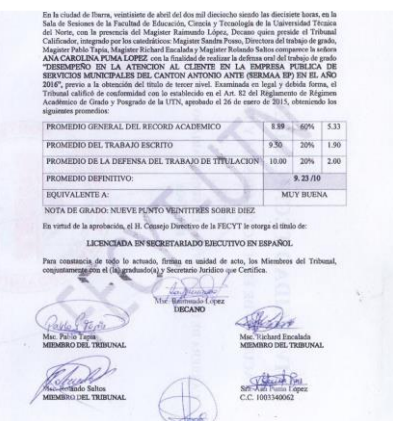 En la ciudad de Ibarra, veintisiete de abril del dos mil dieciocho siendo las diecisiete horas, en la
Sala de Sesiones de la Facultad de Educación, Ciencia y Tecnología de la Universidad Técnica
del Norte, con la presencia del Magister Raimundo López, Decano quien preside el Tribunal
Calificador, integrado por los catedráticos: Magister Sandra Posso, Directora del trabajo de grado,
Magister Pablo Tapia, Magister Richard Encalada y Magister Rolando Saltos comparece la señora
ANA CAROLINA PUMA LOPEZ con la finalidad de realizar la defensa oral del trabajo de grado
"DESEMPEÑO EN LA ATENCION AL CLIENTE EN LA EMPRESA PUBLICA DE
SERVICIOS MUNICIPALES DEL CANTON ANTONIO ANTE (SERMAA EP) EN EL AÑO
2016", previo a la obtención del título de tercer nivel. Examinada en legal y debida forma, el
Tribunal calificó de conformidad con lo establecido en el Art. 82 del Reglamento de Régimen
Académico de Grado y Posgrado de la UTN, aprobado el 26 de enero de 2015, obteniendo los
siguientes promedios:
PROMEDIO GENERAL DEL RECORD ACADEMICO 8.89 60% 5.33
PROMEDIO DEL TRABAJO ESCRITO 9.50 20% 1.90
PROMEDIO DE LA DEFENSA DEL TRABAJO DE TITULACION 10.00 20% 2.00
PROMEDIO DEFINITIVO: 9. 23 /10
EQUIVALENTE A: MUY BUENA
NOTA DE GRADO: NUEVE PUNTO VEINTITRES SOBRE DIEZ
En virtud de la aprobación, el H. Consejo Directivo de la FECYT le otorga el título de:
LICENCIADA EN SECRETARIADO EJECUTIVO EN ESPAÑOL
Para constancia de todo lo actuado, firman en unidad de acto, los Miembros del Tribunal,
conjuntamente con el (la) graduado(a) y Secretario Jurídico que Certifica.
Msc. Raimundo López
DECANO
Msc. Pablo Tapia
MIEMBRO DEL TRIBUNAL
Msc. Richard Encalada
MIEMBRO DEL TRIBUNAL
Msc. Rolando Saltos
MIEMBRO DEL TRIBUNAL
Sra. Ana Puma López
C.C. 1003340062
FECYT-UTN